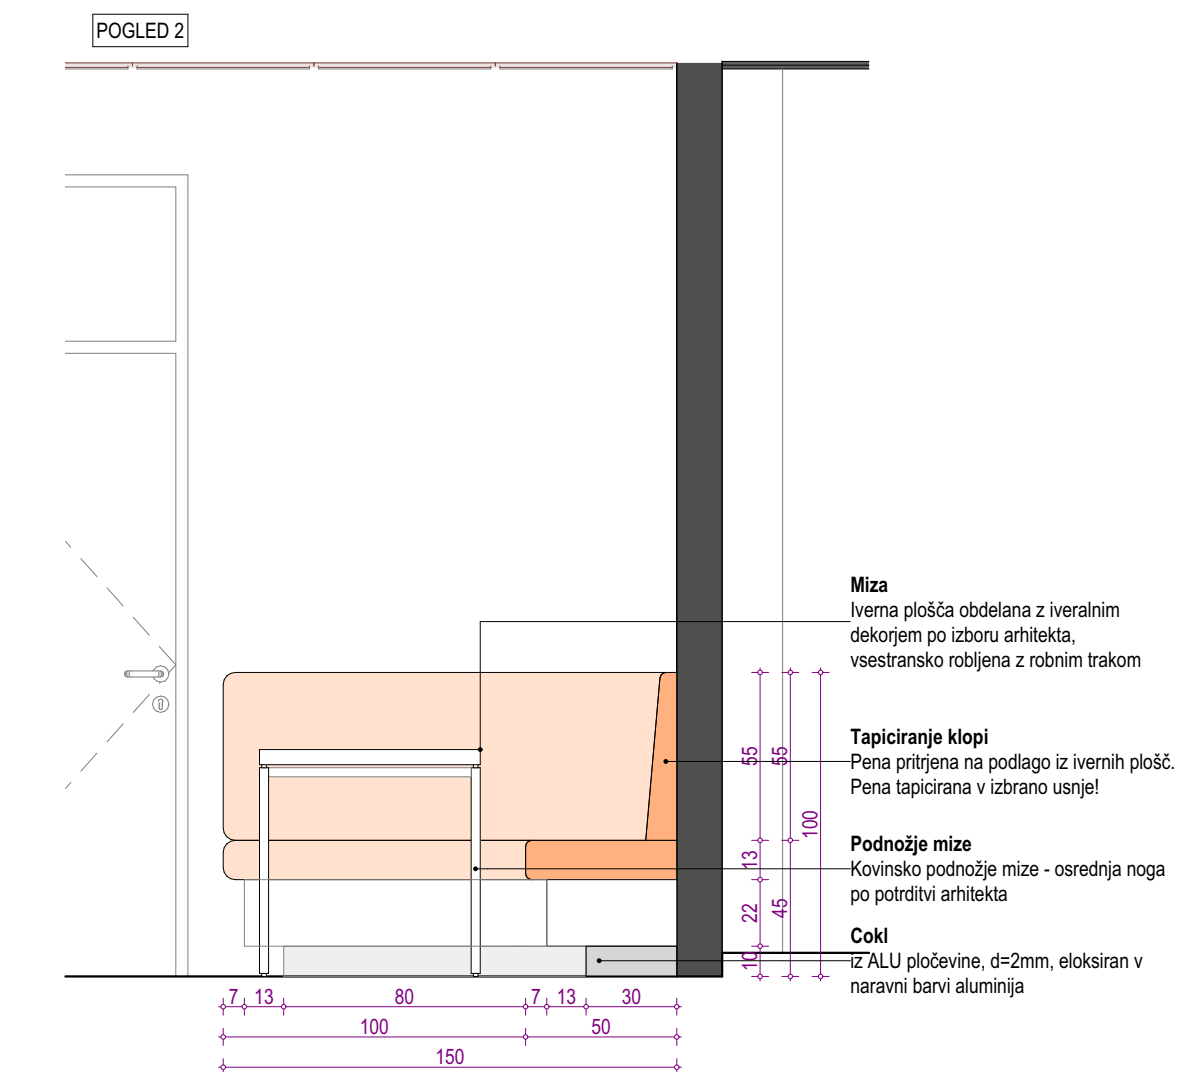 POGLED 2
Miza
Iverna plošča obdelana z iveralnim
dekorjem po izboru arhitekta,
vsestransko robljena z robnim trakom
Tapiciranje klopi
Pena pritrjena na podlago iz ivernih plošč.
Pena tapicirana v izbrano usnje!
Podnožje mize
Kovinsko podnožje mize - osrednja noga
po potrditvi arhitekta
Cokl
iz ALU pločevine, d=2mm, eloksiran v
naravni barvi aluminija
55
55
100
13
22
45
10
7 13 80 7 13 30
100 50
150